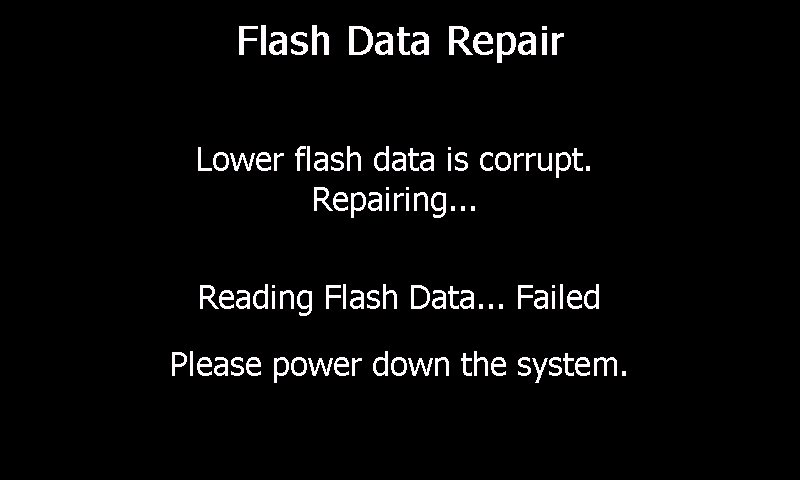 Flash Data Repair
Lower flash data is corrupt.
Repairing...
Reading Flash Data... Failed
Please power down the system.